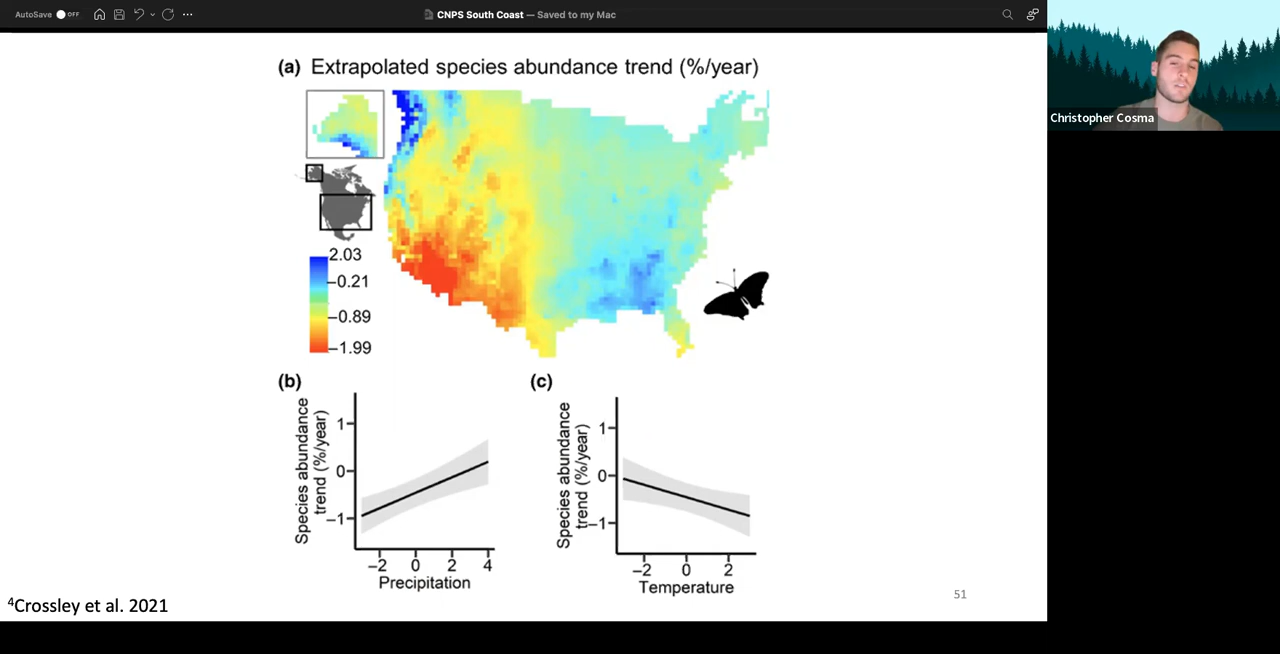 AutoSave OFF
CNPS South Coast — Saved to my Mac
Christopher Cosma
(a) Extrapolated species abundance trend (%/year)
2.03
−0.21
−0.89
−1.99
(b)
Species abundance
trend (%/year)
1
0
−1
−2 0 2 4
Precipitation
(c)
Species abundance
trend (%/year)
1
0
−1
−2 0 2
Temperature
4Crossley et al. 2021
51